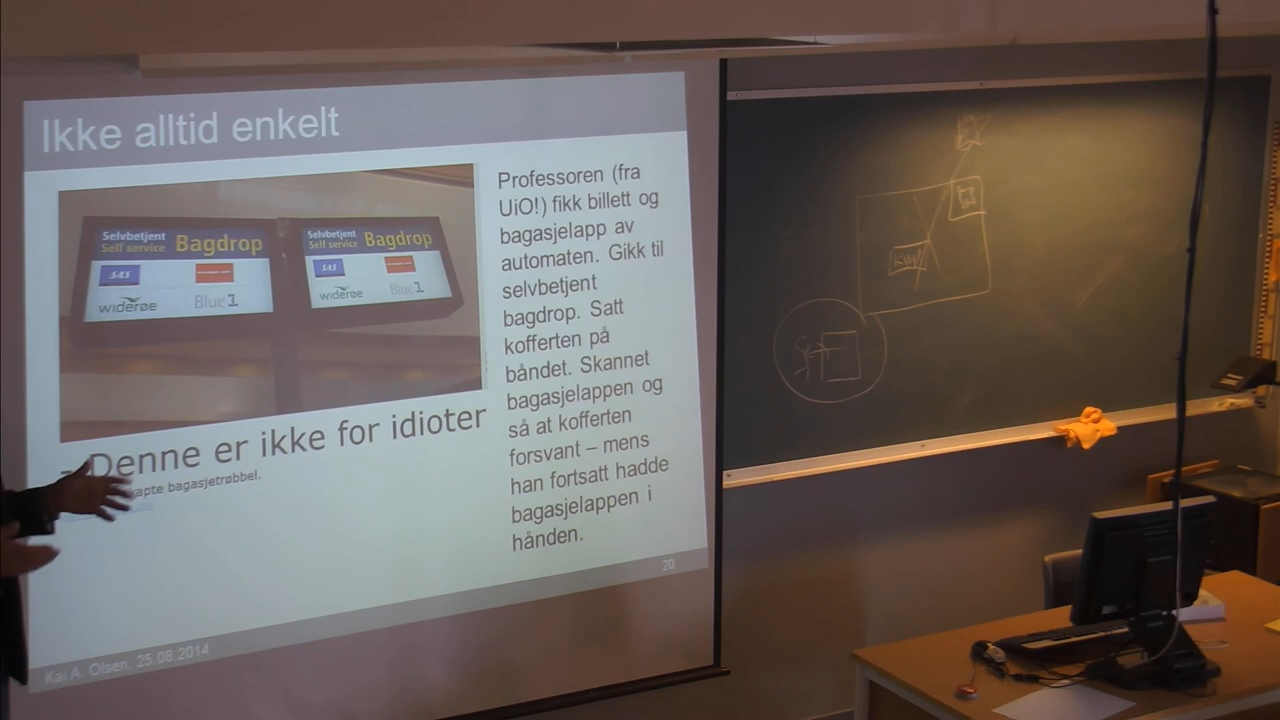 Ikke alltid enkelt
Selvbetjent
Self service Bagdrop
SAS
widerøe Blue1
Selvbetjent
Self service Bagdrop
SAS
widerøe Blue1
- Denne er ikke for idioter
bagasjetrøbbel.
Professoren (fra
UiO!) fikk billett og
bagasjelapp av
automaten. Gikk til
selvbetjent
bagdrop. Satt
kofferten på
båndet. Skannet
bagasjelappen og
så at kofferten
forsvant – mens
han fortsatt hadde
bagasjelappen i
hånden.
20
Kai A. Olsen, 25.08.2014